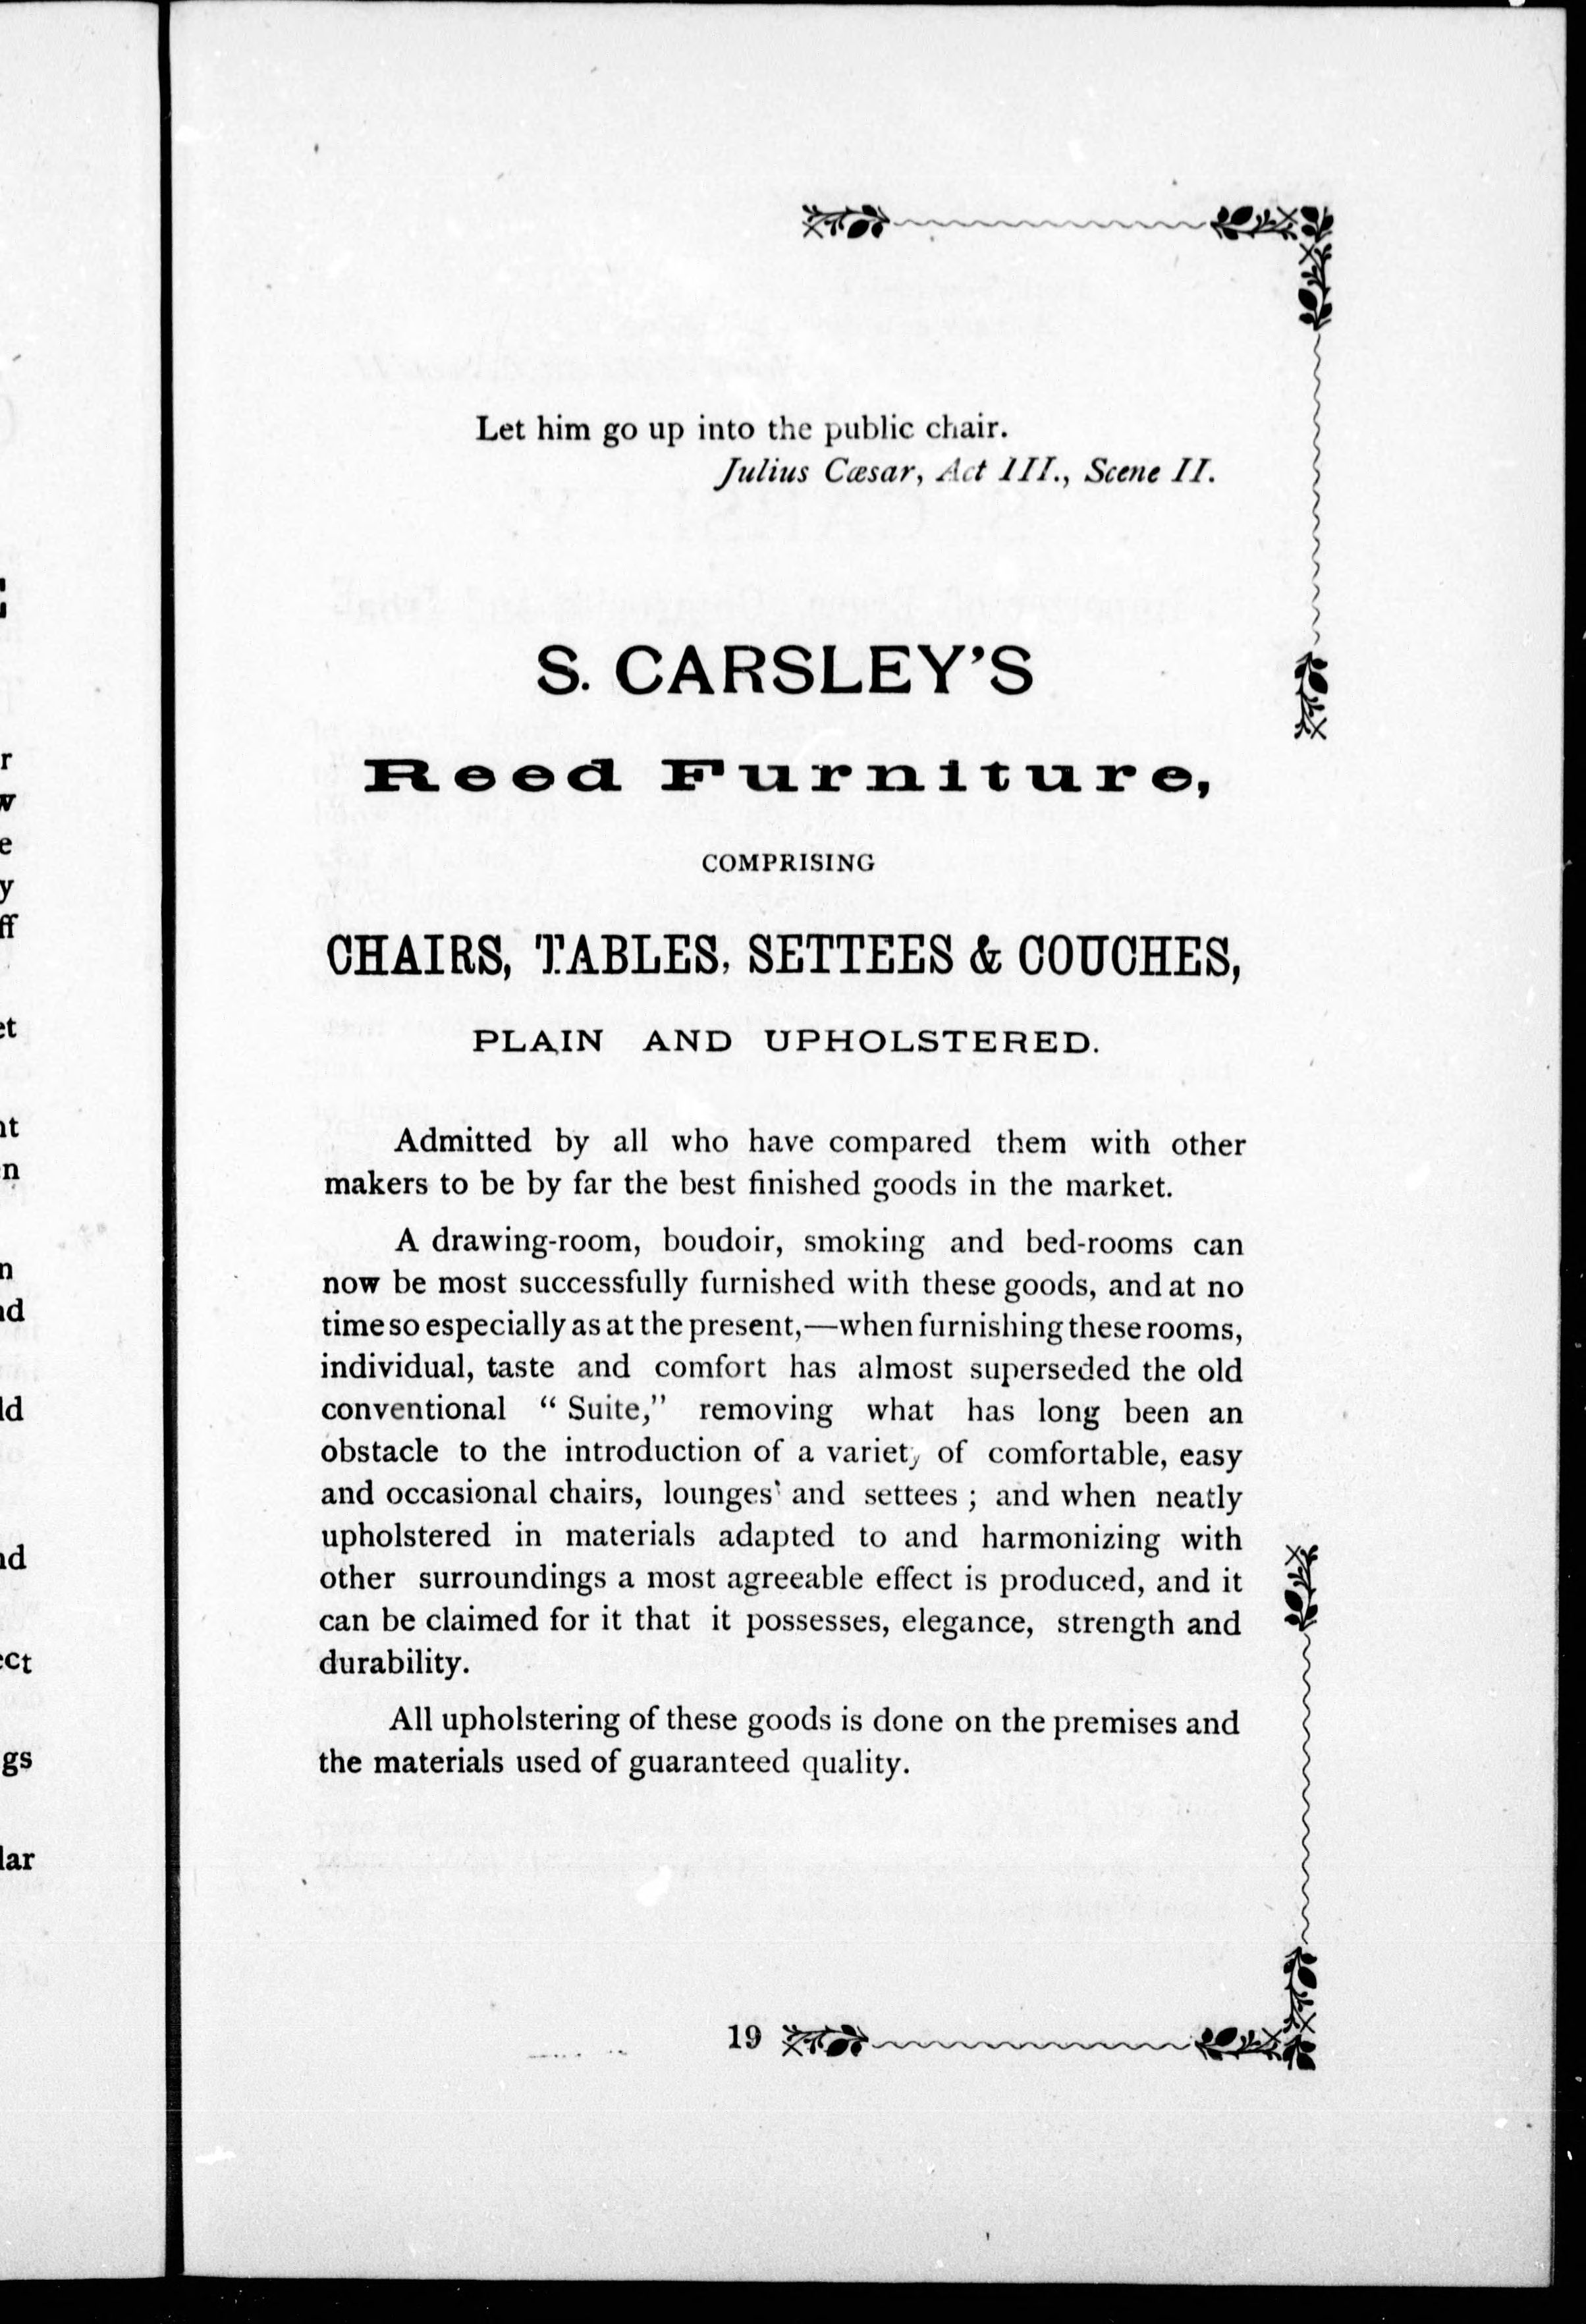 Let him go up into the public chair.
Julius Cæsar, Act III., Scene II.
S. CARSLEY'S
Reed Furniture,
COMPRISING
CHAIRS, TABLES, SETTEES & COUCHES,
PLAIN AND UPHOLSTERED.
Admitted by all who have compared them with other
makers to be by far the best finished goods in the market.
A drawing-room, boudoir, smoking and bed-rooms can
now be most successfully furnished with these goods, and at no
time so especially as at the present,—when furnishing these rooms,
individual, taste and comfort has almost superseded the old
conventional “ Suite,” removing what has long been an
obstacle to the introduction of a variety of comfortable, easy
and occasional chairs, lounges and settees ; and when neatly
upholstered in materials adapted to and harmonizing with
other surroundings a most agreeable effect is produced, and it
can be claimed for it that it possesses, elegance, strength and
durability.
All upholstering of these goods is done on the premises and
the materials used of guaranteed quality.
19